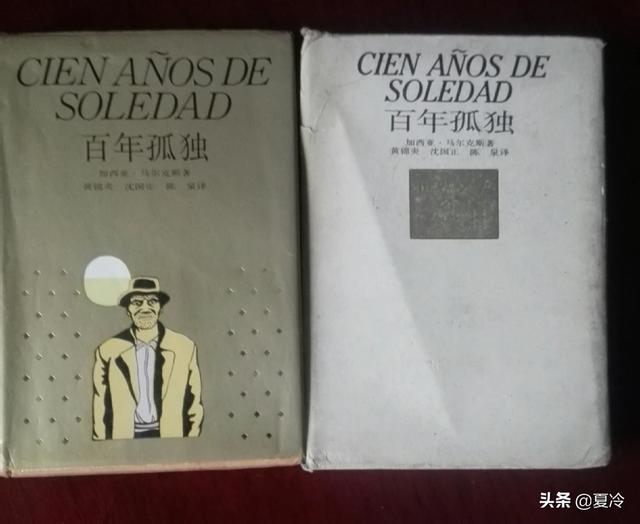 CIEN AÑOS DE
SOLEDAD
百年孤独
加西亚·马尔克斯著
黄锦炎 沈国正 陈 泉译
CIEN AÑOS DE
SOLEDAD
百年孤独
加西亚·马尔克斯著
黄锦炎 沈国正 陈 泉译
头条 @夏冷